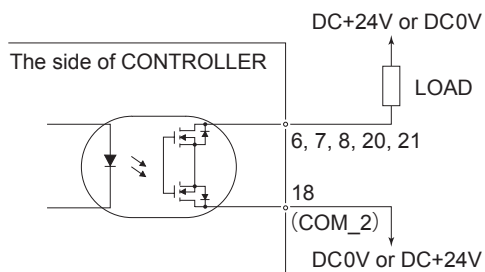 DC+24V or DC0V
The side of CONTROLLER
LOAD
6, 7, 8, 20, 21
18
（COM_2）
DC0V or DC+24V